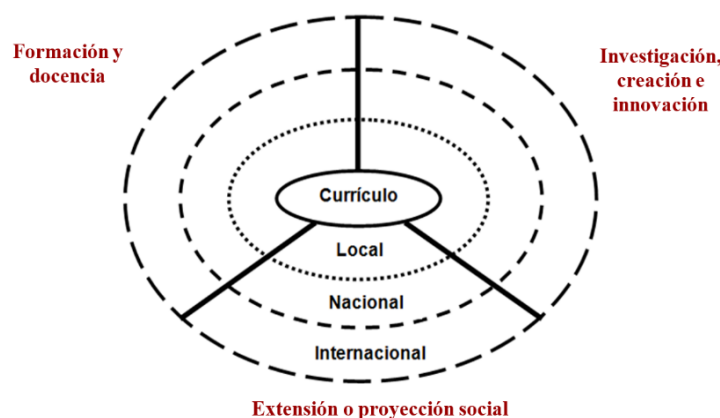 Formación y
docencia
Investigación,
creación e
innovación
Currículo
Local
Nacional
Internacional
Extensión o proyección social